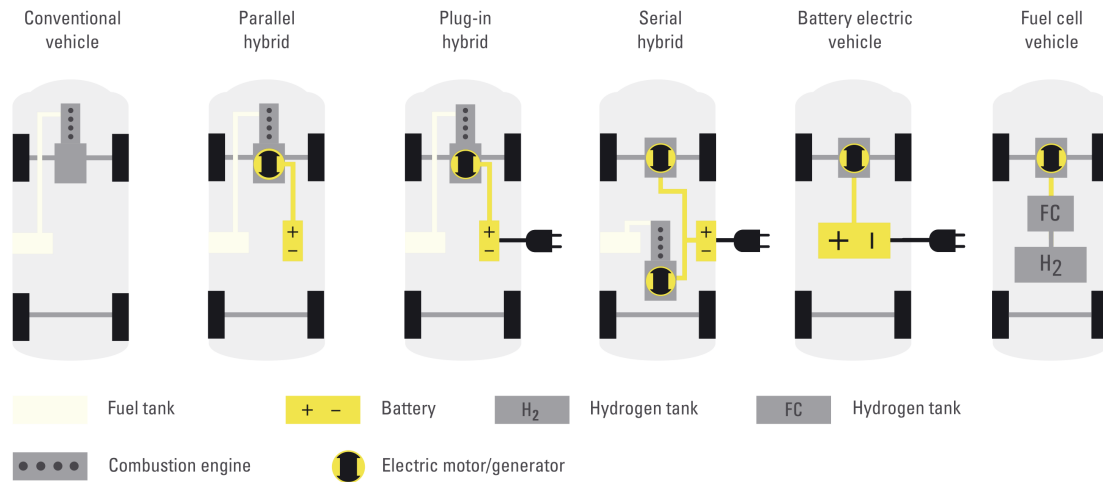 Conventional
vehicle
Parallel
hybrid
Plug-in
hybrid
Serial
hybrid
Battery electric
vehicle
Fuel cell
vehicle
+
-
+
-
+
-
+ -
FC
H2
Fuel tank
+ -
Battery
H2
Hydrogen tank
FC
Hydrogen tank
Combustion engine
Electric motor/generator